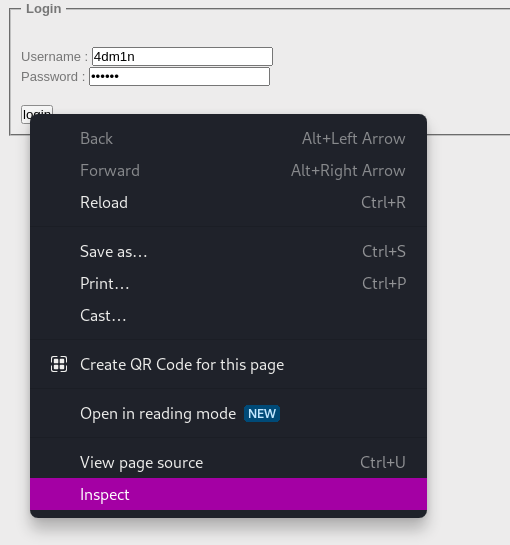 Login
Username : 4dm1n
Password : ••••••
login
Back Alt+Left Arrow
Forward Alt+Right Arrow
Reload Ctrl+R
Save as… Ctrl+S
Print… Ctrl+P
Cast…
Create QR Code for this page
Open in reading mode NEW
View page source Ctrl+U
Inspect